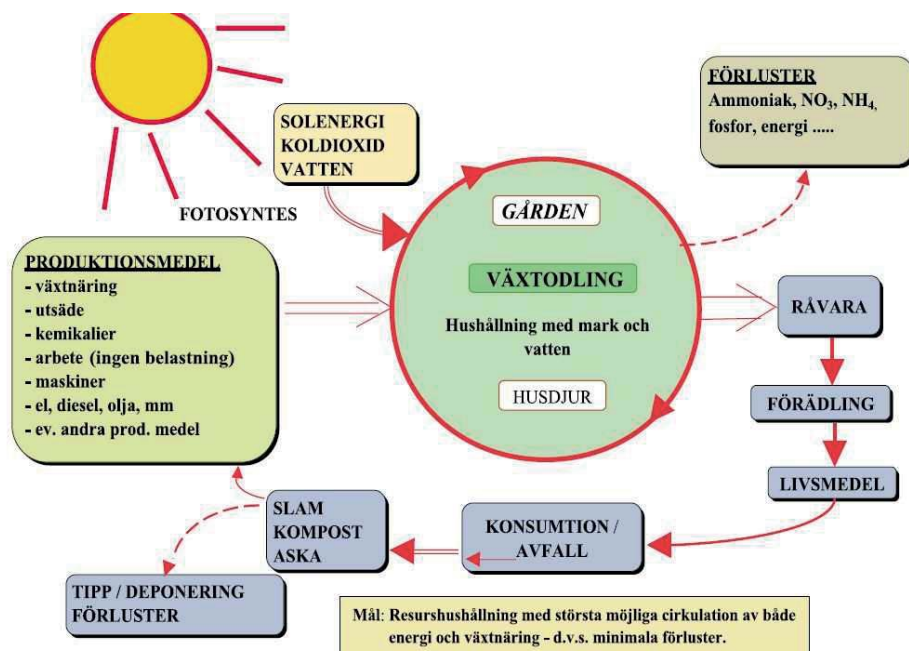 SOLENERGI
KOLDIOXID
VATTEN
FOTOSYNTES
FÖRLUSTER
Ammoniak, NO3, NH4,
fosfor, energi .....
PRODUKTIONSMEDEL
- växtnäring
- utsäde
- kemikalier
- arbete (ingen belastning)
- maskiner
- el, diesel, olja, mm
- ev. andra prod. medel
GÅRDEN
VÄXTODLING
Hushållning med mark och
vatten
HUSDJUR
RÅVARA
FÖRÄDLING
LIVSMEDEL
KONSUMTION /
AVFALL
SLAM
KOMPOST
ASKA
TIPP / DEPONERING
FÖRLUSTER
Mål: Resurshushållning med största möjliga cirkulation av både
energi och växtnäring - d.v.s. minimala förluster.